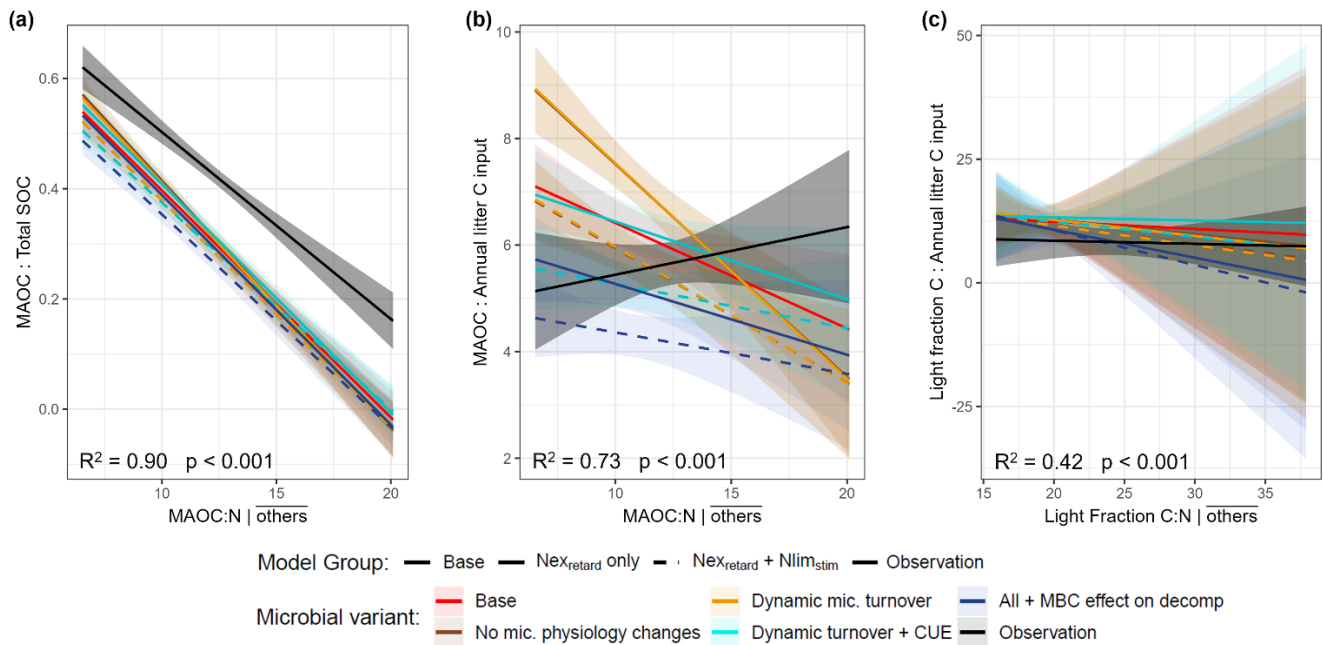 (a)
MAOC : Total SOC
0.6
0.4
0.2
0.0
R² = 0.90 p < 0.001
10
15
20
MAOC:N | others
(b)
MAOC : Annual litter C input
10
8
6
4
2
R² = 0.73 p < 0.001
10
15
20
MAOC:N | others
(c)
Light fraction C : Annual litter C input
50
25
0
-25
R² = 0.42 p < 0.001
15
20
25
30
35
Light Fraction C:N | others
Model Group: Base Nexretard only Nexretard + Nlimstim Observation
Microbial variant: Base Dynamic mic. turnover All + MBC effect on decomp
No mic. physiology changes Dynamic turnover + CUE Observation